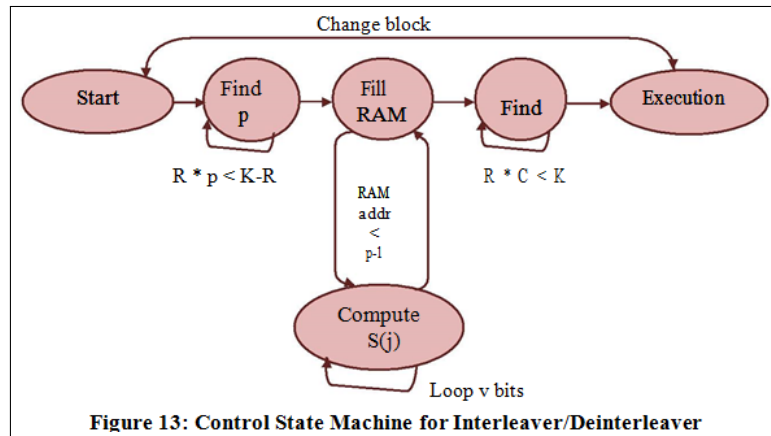 Change block
Start
Find
p
Fill
RAM
Find
Execution
R * p < K-R
RAM
addr
<
p-1
R * C < K
Compute
S(j)
Loop v bits
Figure 13: Control State Machine for Interleaver/Deinterleaver